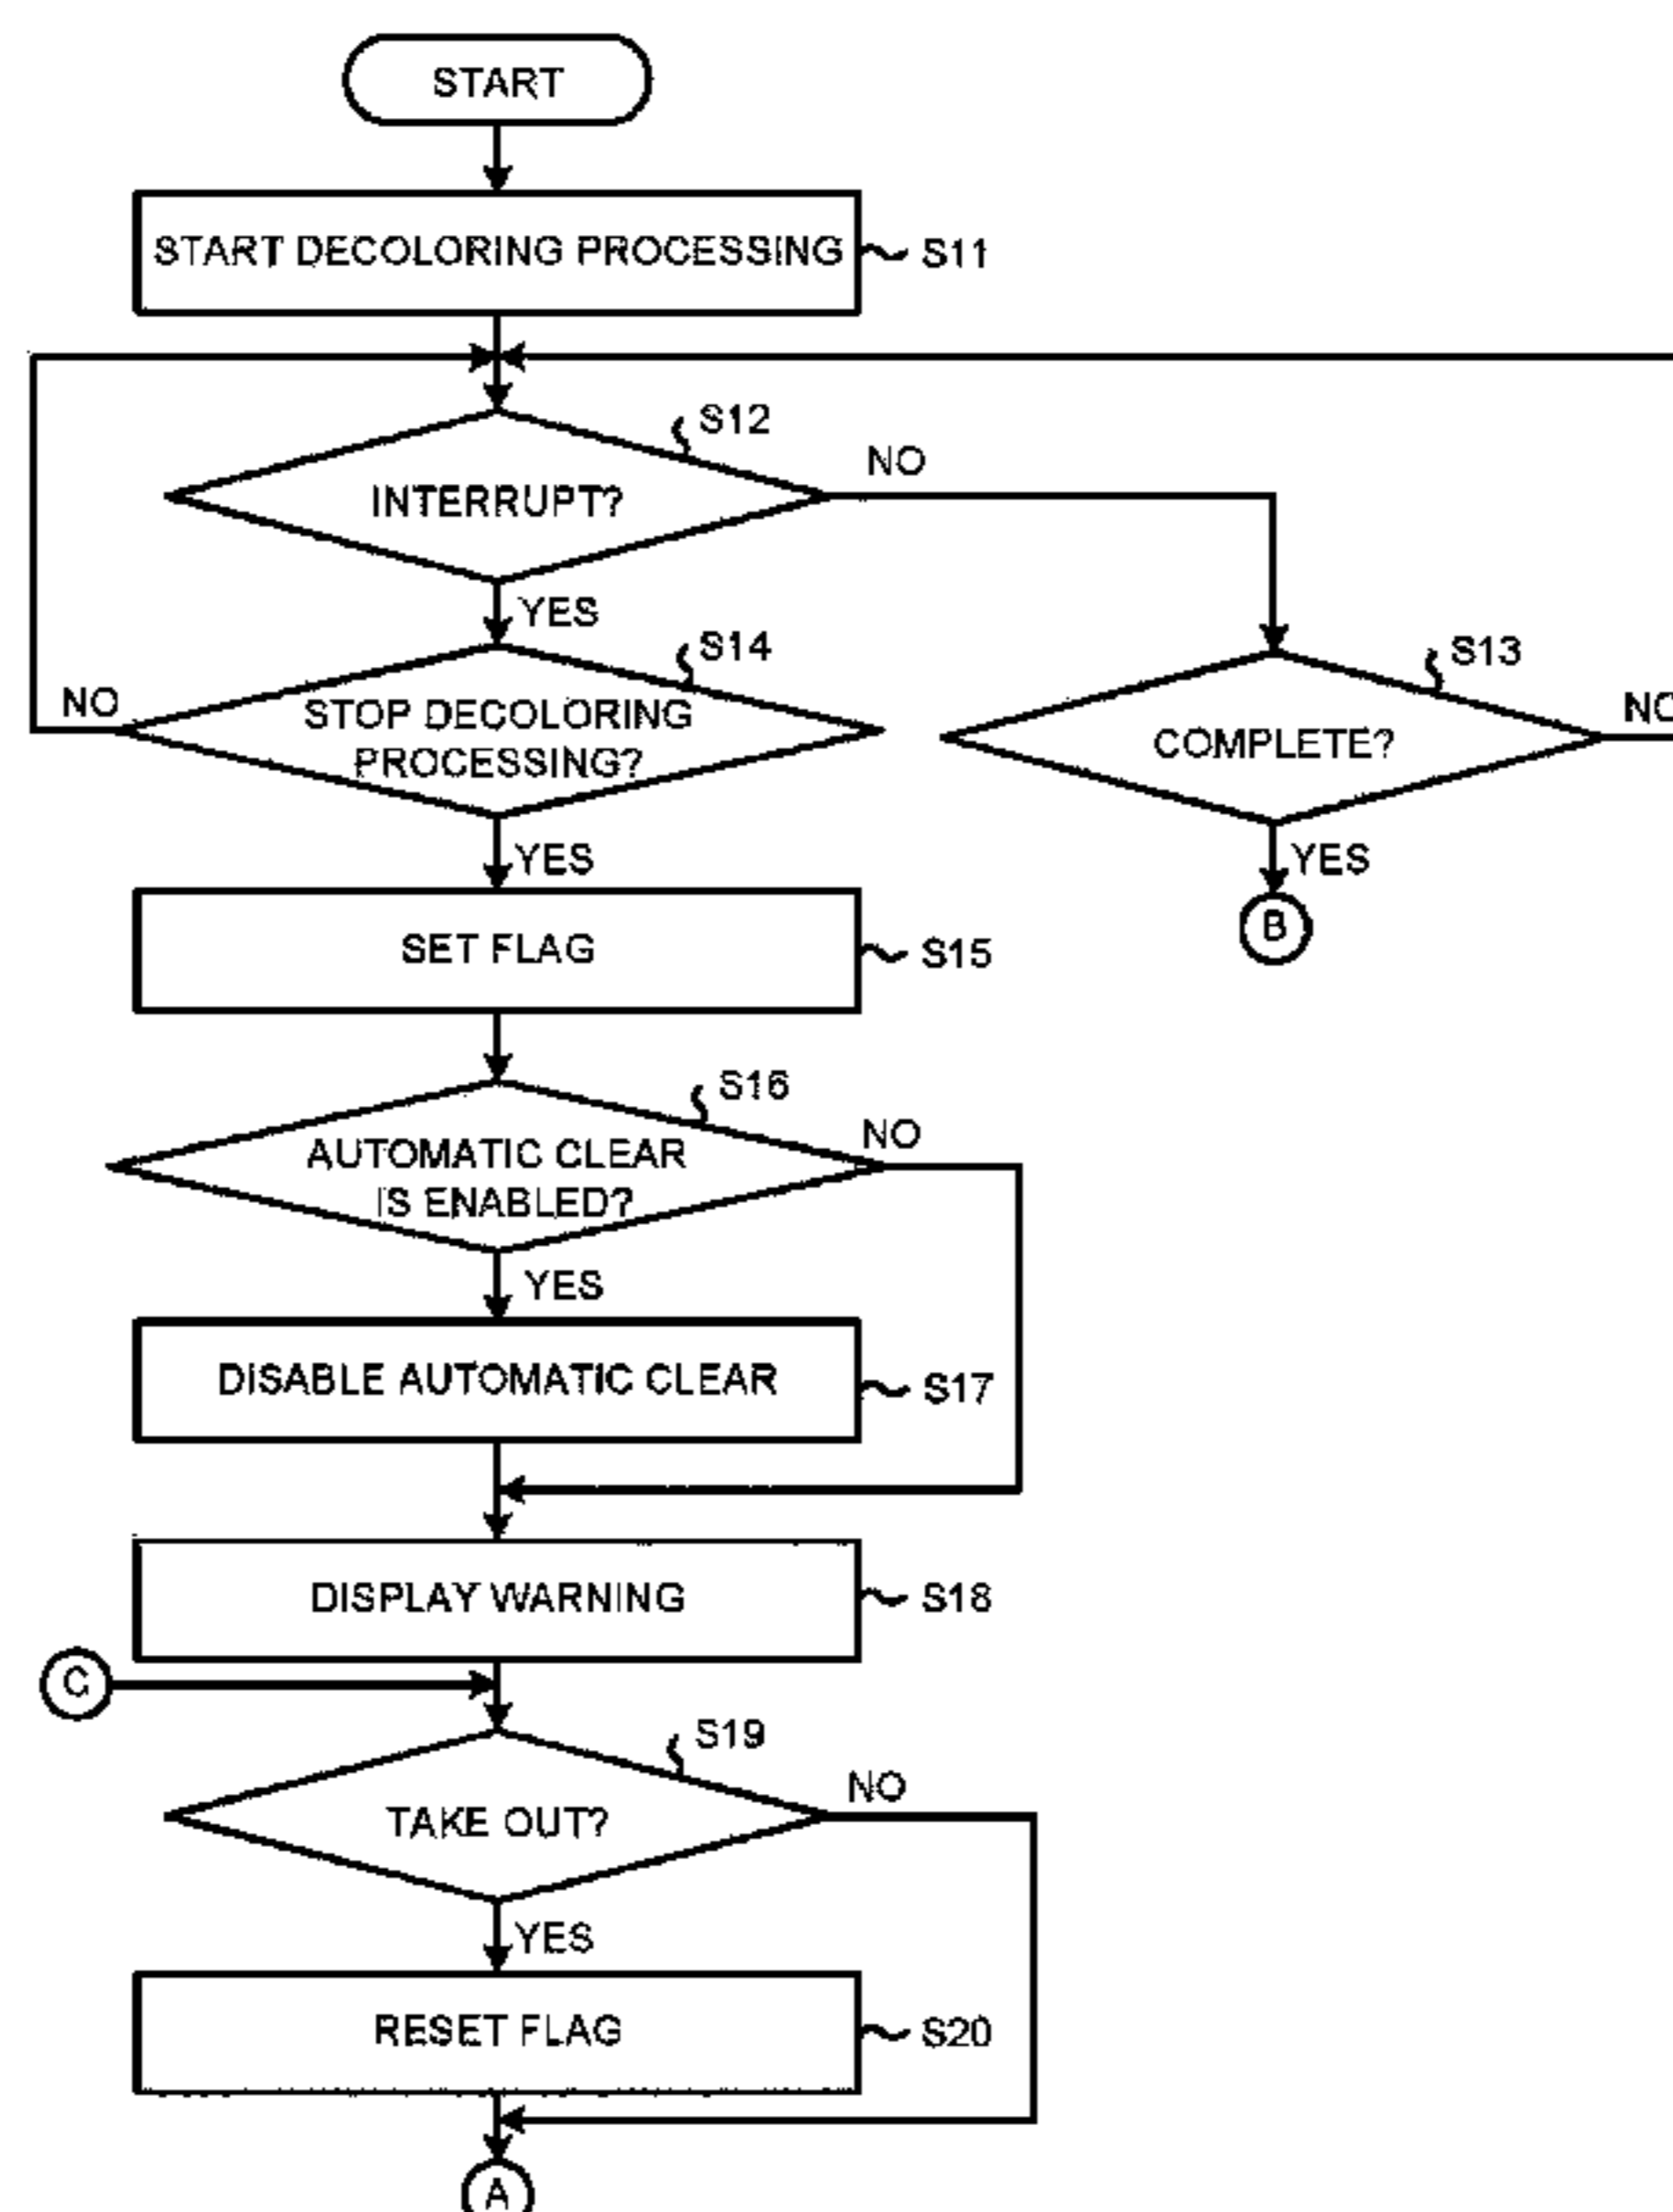 START
START DECOLORING PROCESSING
S11
S12
INTERRUPT?
NO
YES
S14
STOP DECOLORING
PROCESSING?
NO
YES
S13
COMPLETE?
NO
YES
B
SET FLAG
S15
S16
AUTOMATIC CLEAR
IS ENABLED?
NO
YES
DISABLE AUTOMATIC CLEAR
S17
DISPLAY WARNING
S18
C
S19
TAKE OUT?
NO
YES
RESET FLAG
S20
A